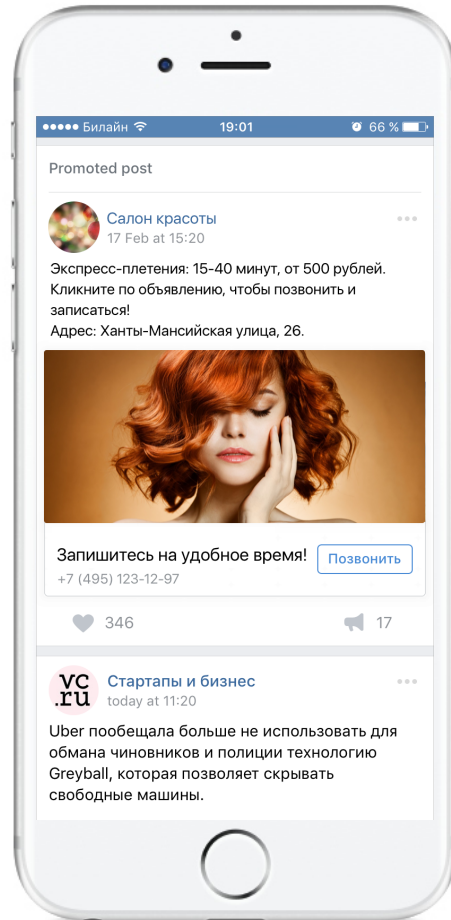 Билайн 19:01 66 %
Promoted post
Салон красоты
17 Feb at 15:20
Экспресс-плетения: 15-40 минут, от 500 рублей.
Кликните по объявлению, чтобы позвонить и
записаться!
Адрес: Ханты-Мансийская улица, 26.
Запишитесь на удобное время!
Позвонить
+7 (495) 123-12-97
346
17
vc
.ru
Стартапы и бизнес
today at 11:20
Uber пообещала больше не использовать для
обмана чиновников и полиции технологию
Greyball, которая позволяет скрывать
свободные машины.